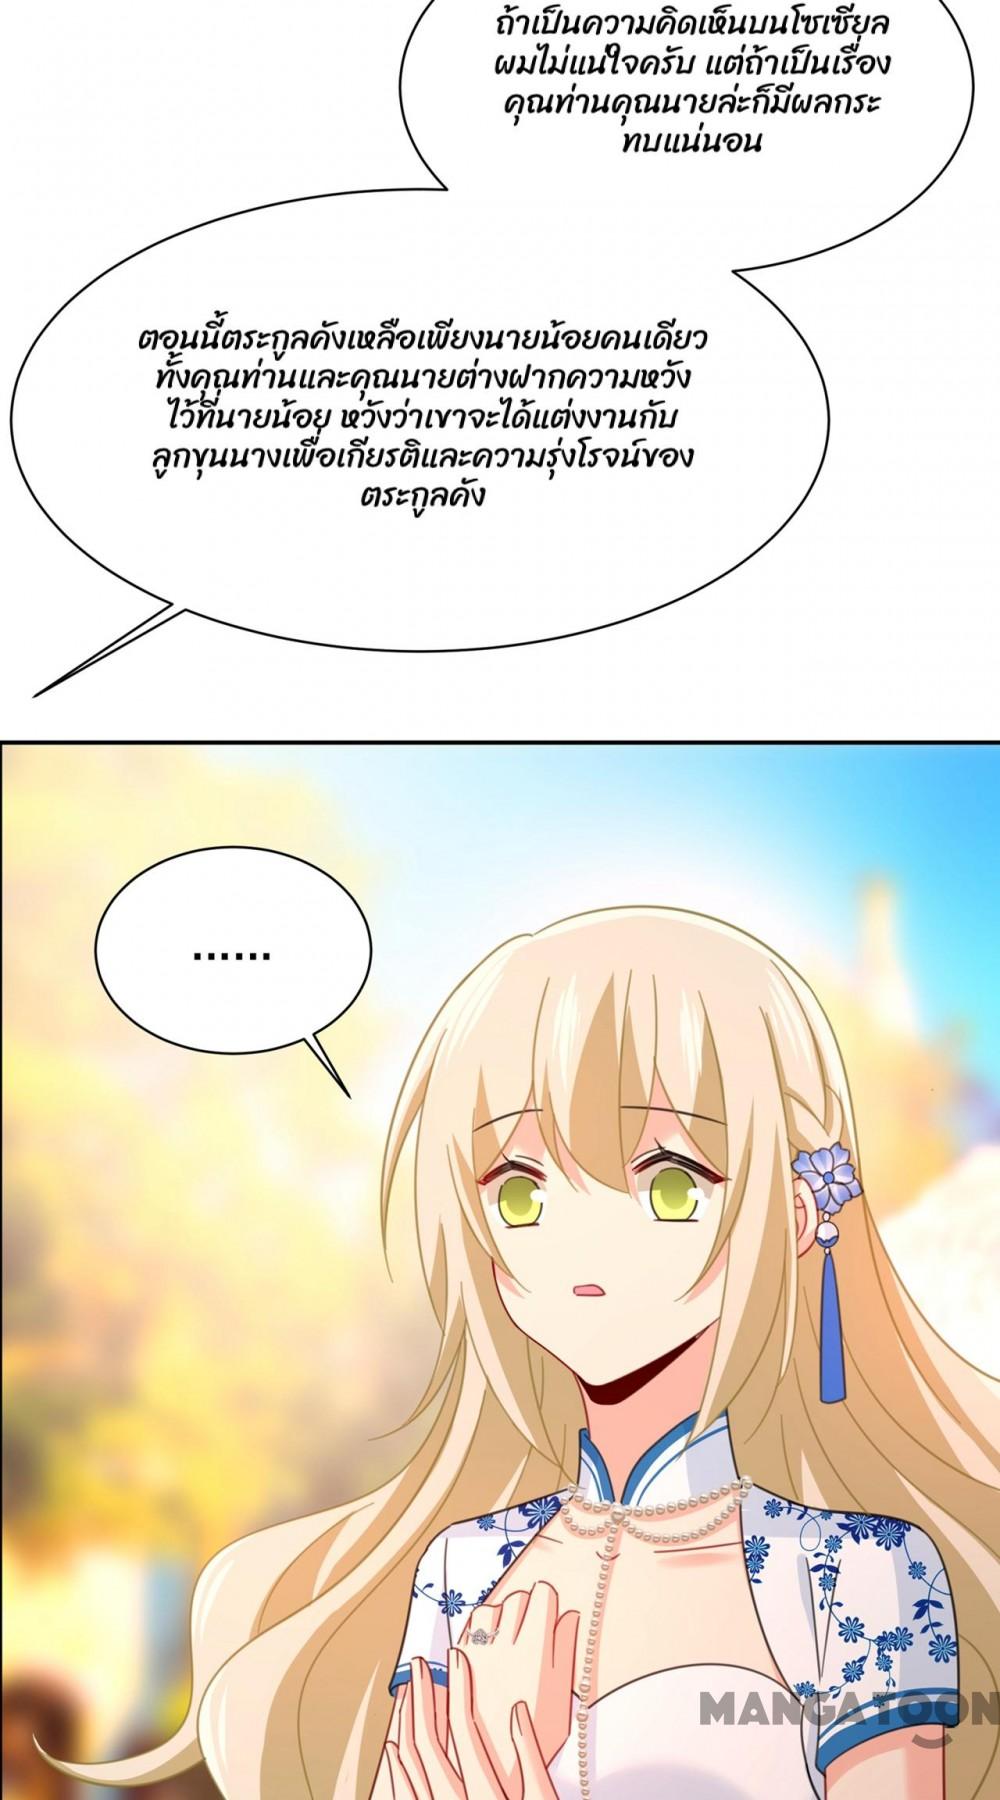 ถ้าเป็นความคิดเห็นบนโซเซียล
ผมไม่แน่ใจครับ แต่ถ้าเป็นเรื่อง
คุณท่านคุณนายล่ะก็มีผลกระ
ทบแน่นอน
ตอนนี้ตระกูลคังเหลือเพียงนายน้อยคนเดียว
ทั้งคุณท่านและคุณนายต่างฝากความหวัง
ไว้ที่นายน้อย หวังว่าเขาจะได้แต่งงานกับ
ลูกขุนนางเพื่อเกียรติและความรุ่งโรจน์ของ
ตระกูลคัง
......
MANGATOON